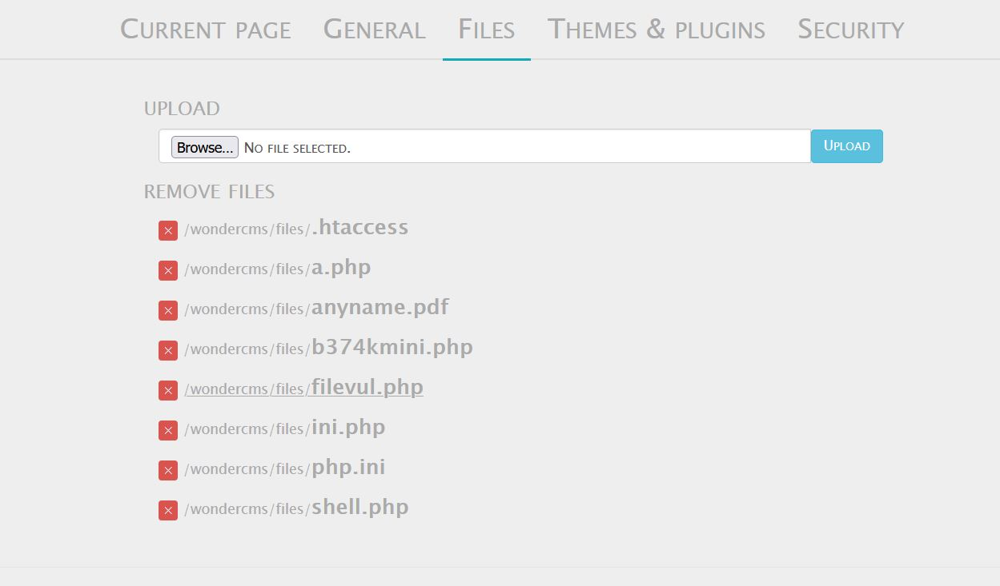 Current page General Files Themes & plugins Security
UPLOAD
Browse... No file selected. Upload
REMOVE FILES
/wondercms/files/.htaccess
/wondercms/files/a.php
/wondercms/files/anyname.pdf
/wondercms/files/b374kmini.php
/wondercms/files/filevul.php
/wondercms/files/ini.php
/wondercms/files/php.ini
/wondercms/files/shell.php